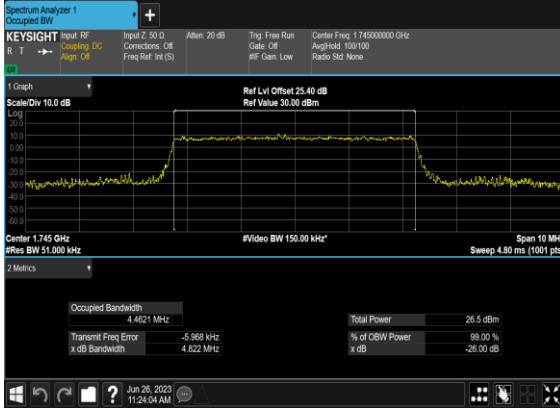 Spectrum Analyzer 1
Occupied BW
+
KEYSIGHT Input: RF Input Z: 50 Ω Atten: 20 dB Trig: Free Run Center Freq: 1.745000000 GHz
R T Coupling: DC Corrections: Off Gate: Off Avg|Hold: 100/100
Align: Off Freq Ref: Int (S) #IF Gain: Low Radio Std: None
LXI
1 Graph Ref Lvl Offset 25.40 dB
Scale/Div 10.0 dB Ref Value 30.00 dBm
Log
20.0
10.0
0.00
-10.0
-20.0
-30.0
-40.0
-50.0
-60.0
Center 1.745 GHz #Video BW 150.00 kHz* Span 10 MH
#Res BW 51.000 kHz Sweep 4.80 ms (1001 pts
2 Metrics
Occupied Bandwidth
4.4621 MHz Total Power 26.5 dBm
Transmit Freq Error -5.968 kHz % of OBW Power 99.00 %
x dB Bandwidth 4.822 MHz x dB -26.00 dB
? Jun 26, 2023
11:24:04 AM